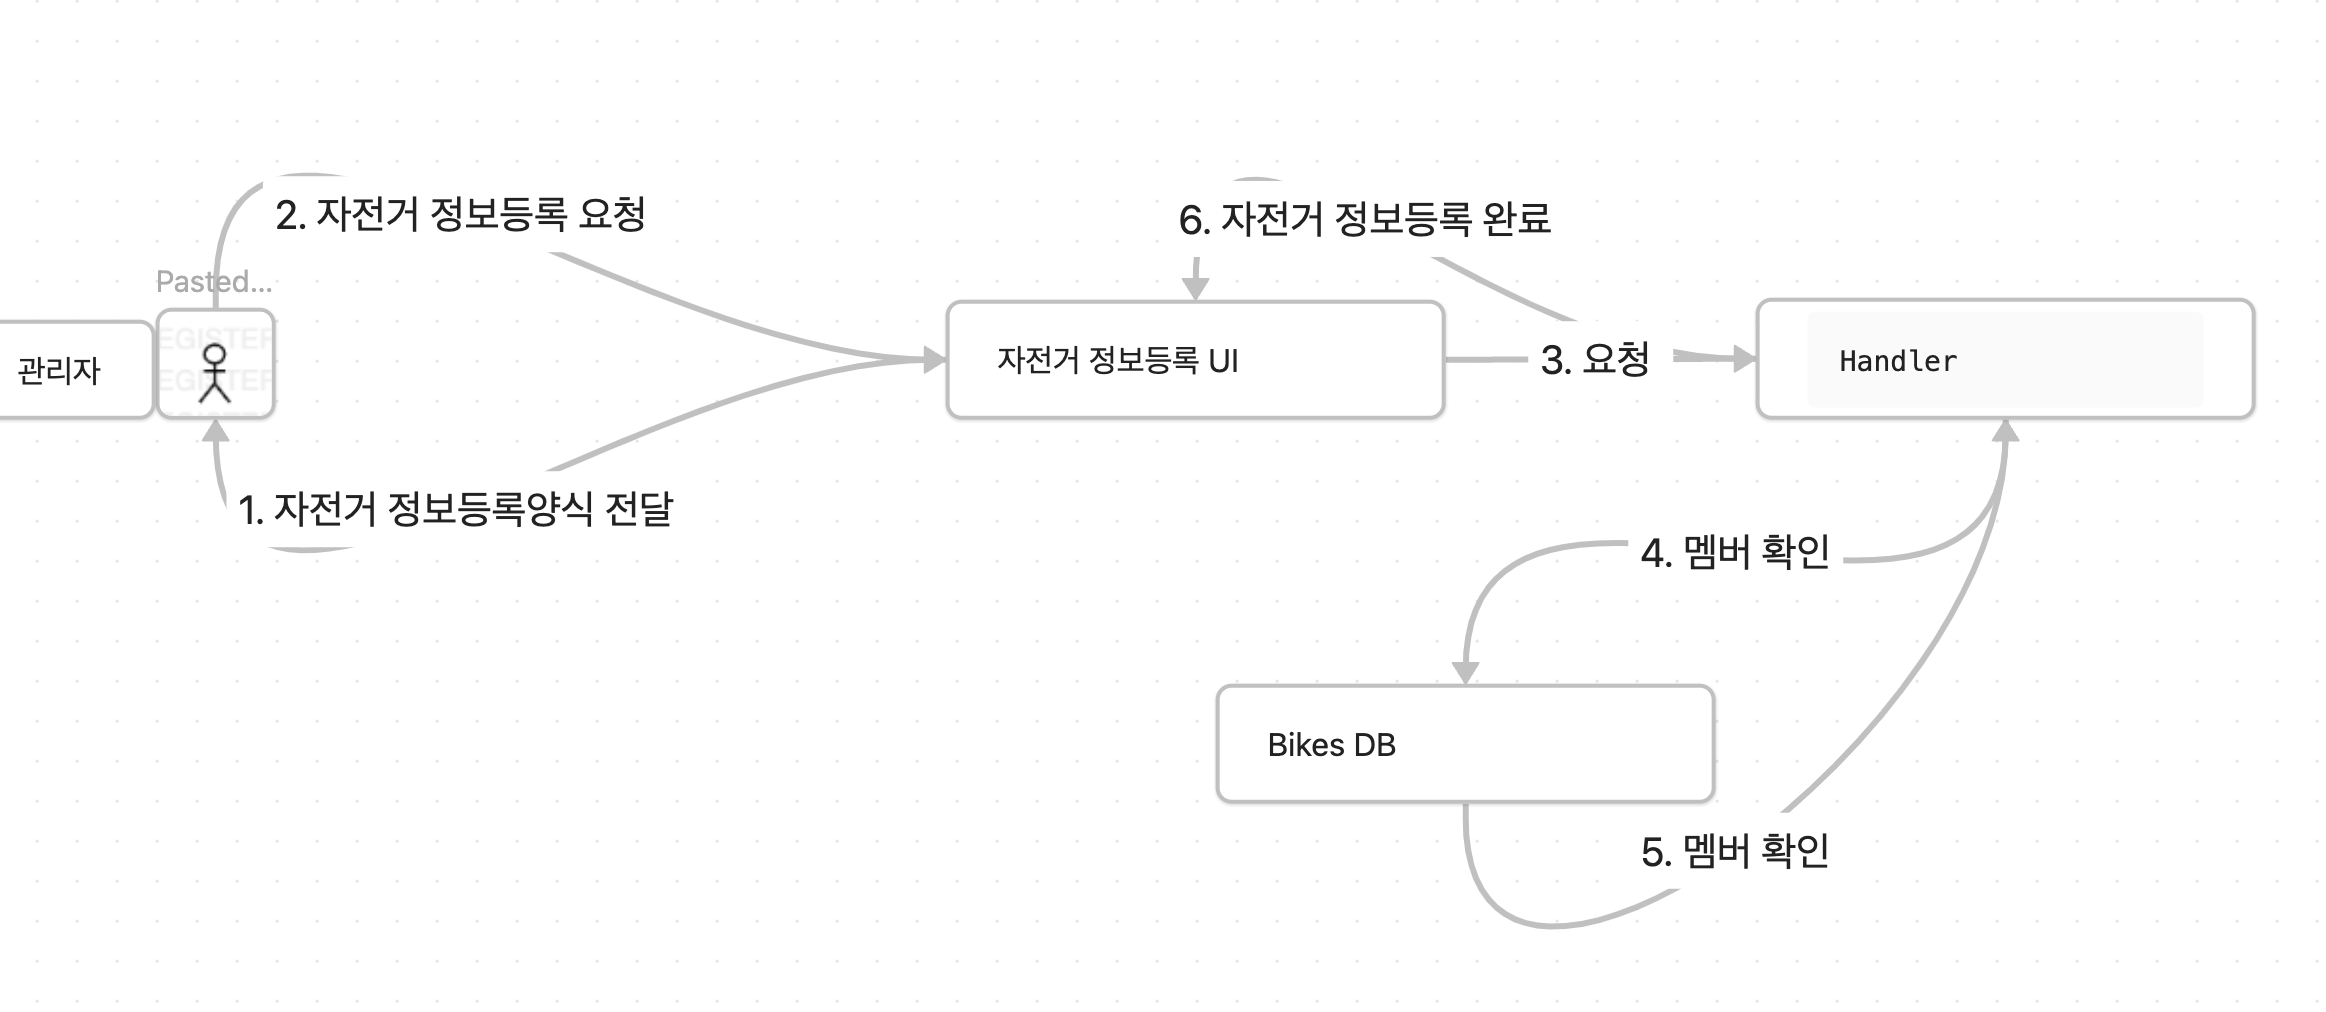 2. 자전거 정보등록 요청
6. 자전거 정보등록 완료
Pasted...
관리자
EGISTER
EGISTER
자전거 정보등록 UI
3. 요청
Handler
1. 자전거 정보등록양식 전달
4. 멤버 확인
Bikes DB
5. 멤버 확인